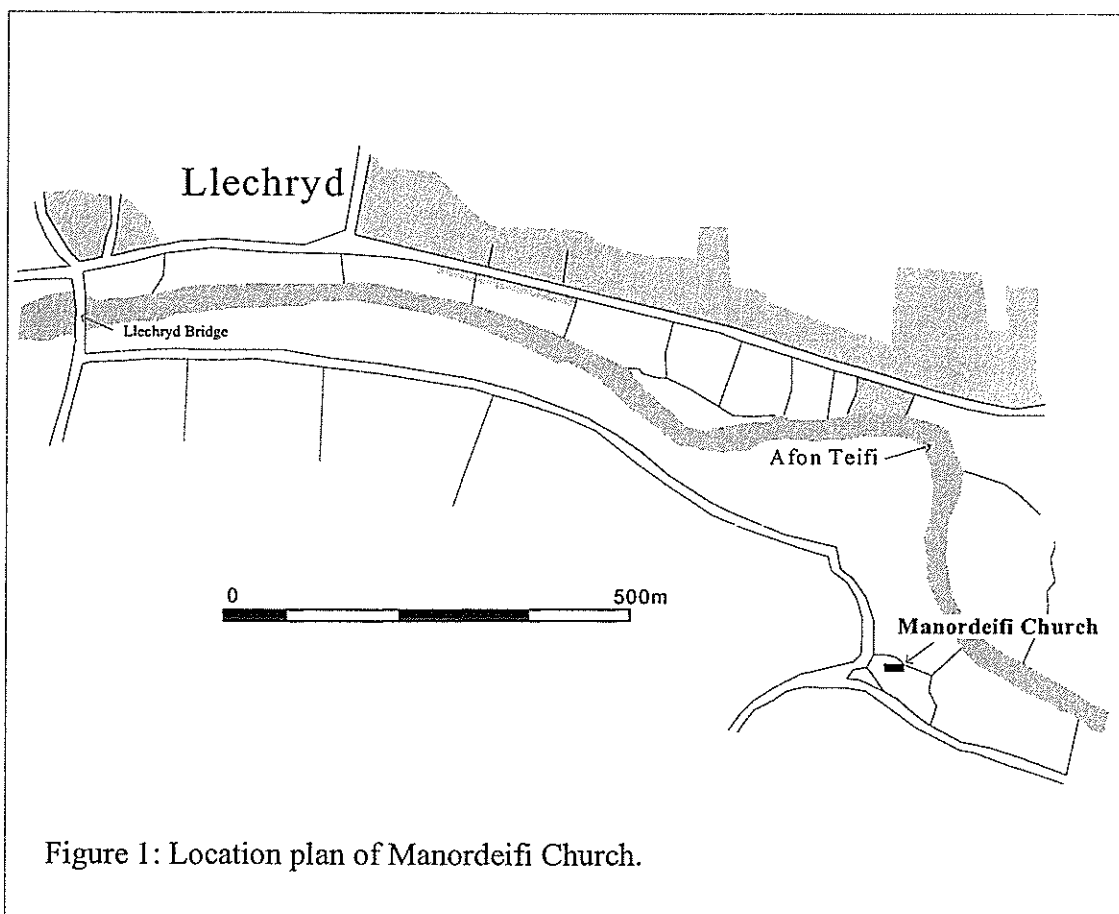 Llechryd
Llechryd Bridge
Afon Teifi
0 500m
Manordeifi Church
Figure 1: Location plan of Manordeifi Church.